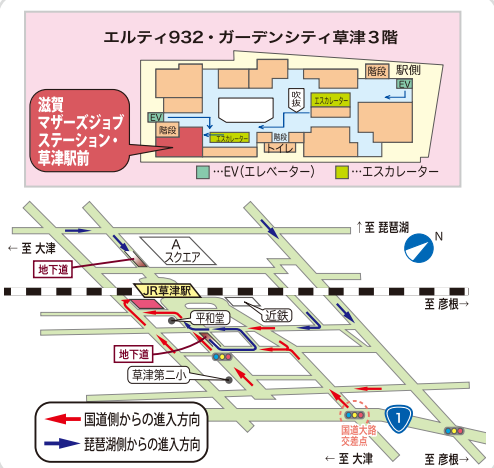 エルティ932・ガーデンシティ草津3階
階段
駅側
EV
吹抜
エスカレーター
滋賀
マザーズジョブ
ステーション・
草津駅前
EV
階段
エスカレーター
階段
トイレ
…EV(エレベーター)
…エスカレーター
↑至 琵琶湖
N
← 至 大津
A
スクエア
地下道
JR草津駅
至 彦根→
平和堂
近鉄
地下道
草津第二小
国道側からの進入方向
琵琶湖側からの進入方向
国道大路
交差点
1
← 至 大津
至 彦根→